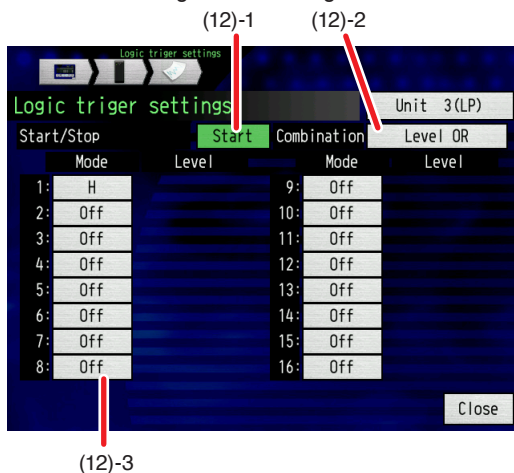 (12)-1 (12)-2
Logic triger settings
Logic triger settings Unit 3(LP)
Start/Stop Start Combination Level OR
Mode Level Mode Level
1: H 9: Off
2: Off 10: Off
3: Off 11: Off
4: Off 12: Off
5: Off 13: Off
6: Off 14: Off
7: Off 15: Off
8: Off 16: Off
Close
(12)-3